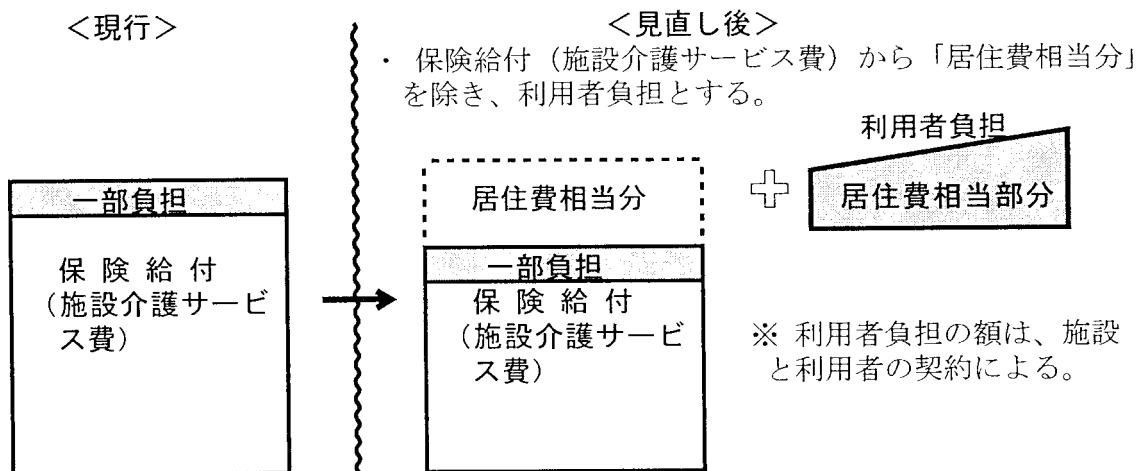 <現行>
<見直し後>
・ 保険給付（施設介護サービス費）から「居住費相当分」
を除き、利用者負担とする。
一部負担
保険給付
（施設介護サービ
ス費）
居住費相当分
一部負担
保険給付
（施設介護サービ
ス費）
利用者負担
居住費相当部分
※ 利用者負担の額は、施設
と利用者の契約による。